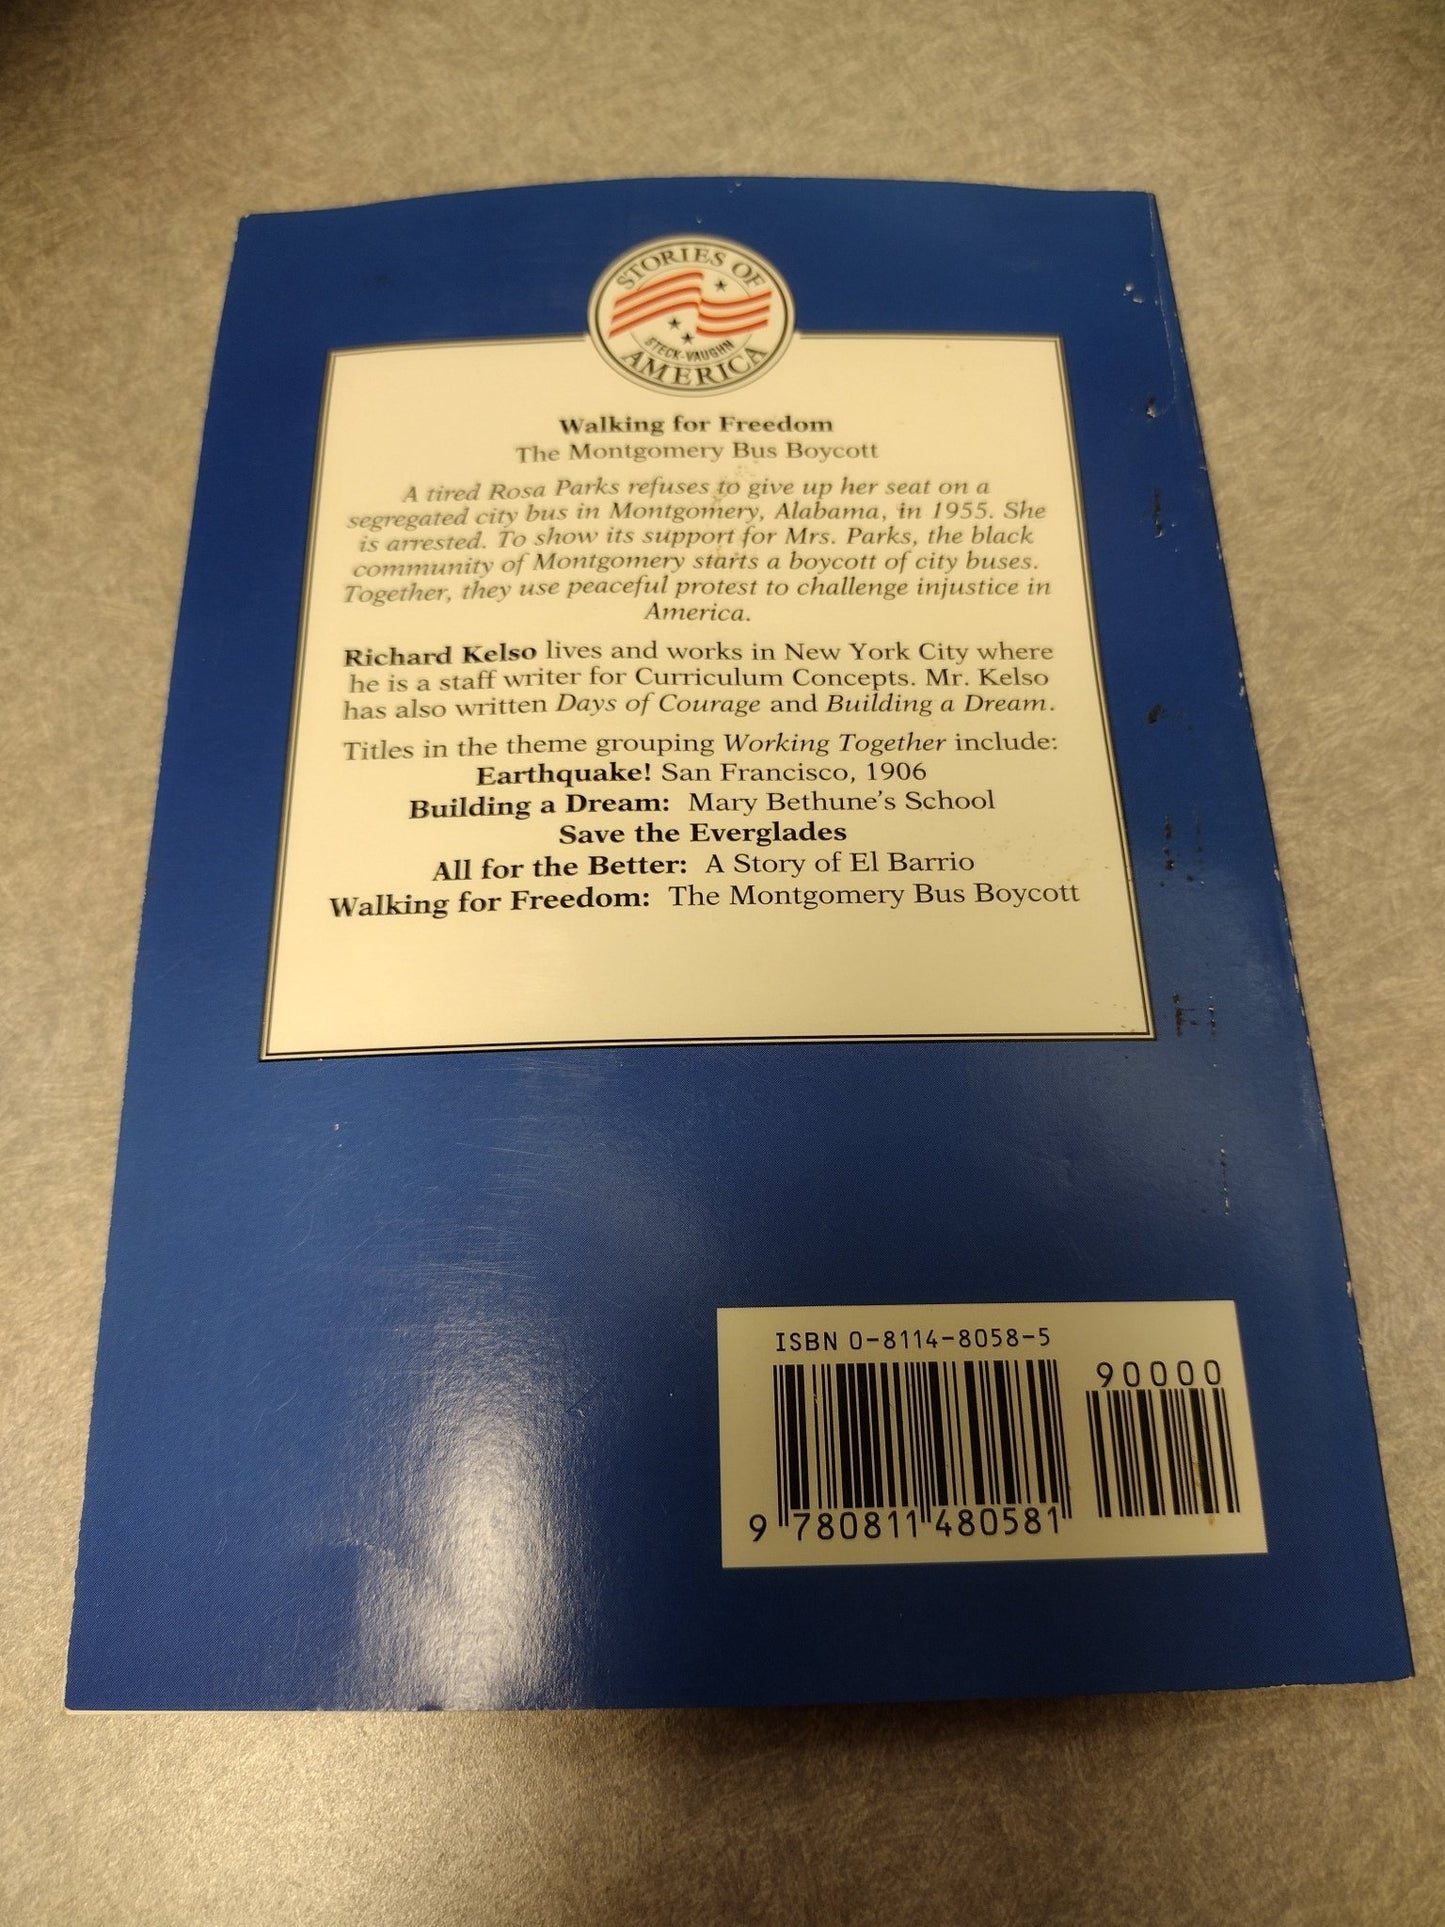 STORIES OF
STECK-VAUGHN
AMERICA
Walking for Freedom
The Montgomery Bus Boycott
A tired Rosa Parks refuses to give up her seat on a
segregated city bus in Montgomery, Alabama, in 1955. She
is arrested. To show its support for Mrs. Parks, the black
community of Montgomery starts a boycott of city buses.
Together, they use peaceful protest to challenge injustice in
America.
Richard Kelso lives and works in New York City where
he is a staff writer for Curriculum Concepts. Mr. Kelso
has also written Days of Courage and Building a Dream.
Titles in the theme grouping Working Together include:
Earthquake! San Francisco, 1906
Building a Dream: Mary Bethune's School
Save the Everglades
All for the Better: A Story of El Barrio
Walking for Freedom: The Montgomery Bus Boycott
ISBN 0-8114-8058-5
90000
9 780811 480581